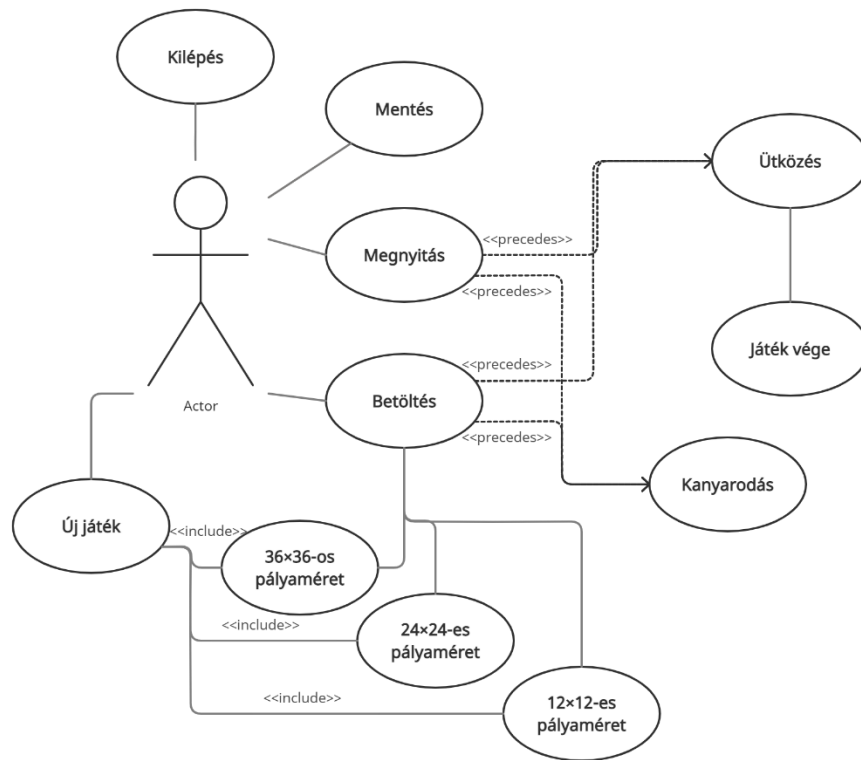 Kilépés
Mentés
Ütközés
<<precedes>>
Megnyitás
<<precedes>>
Játék vége
<<precedes>>
Betöltés
Actor
<<precedes>>
Kanyarodás
Új játék
<<include>>
36×36-os
pályaméret
<<include>>
24×24-es
pályaméret
<<include>>
12×12-es
pályaméret